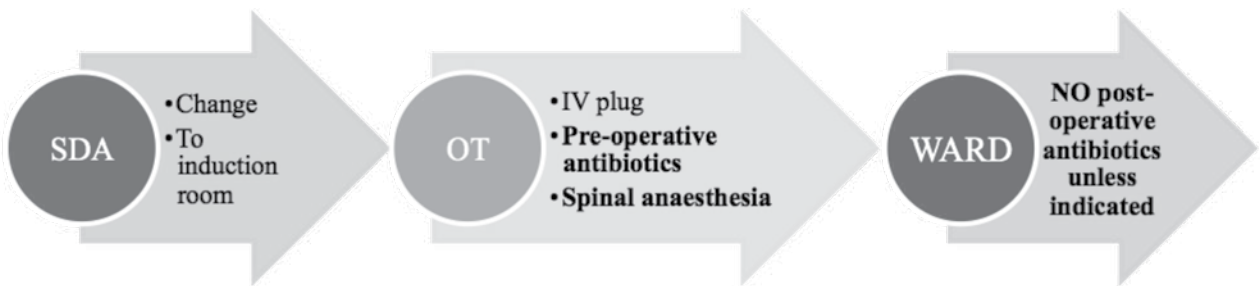 SDA
•Change
•To
induction
room
OT
•IV plug
•Pre-operative
antibiotics
•Spinal anaesthesia
WARD
NO post-
operative
antibiotics
unless
indicated